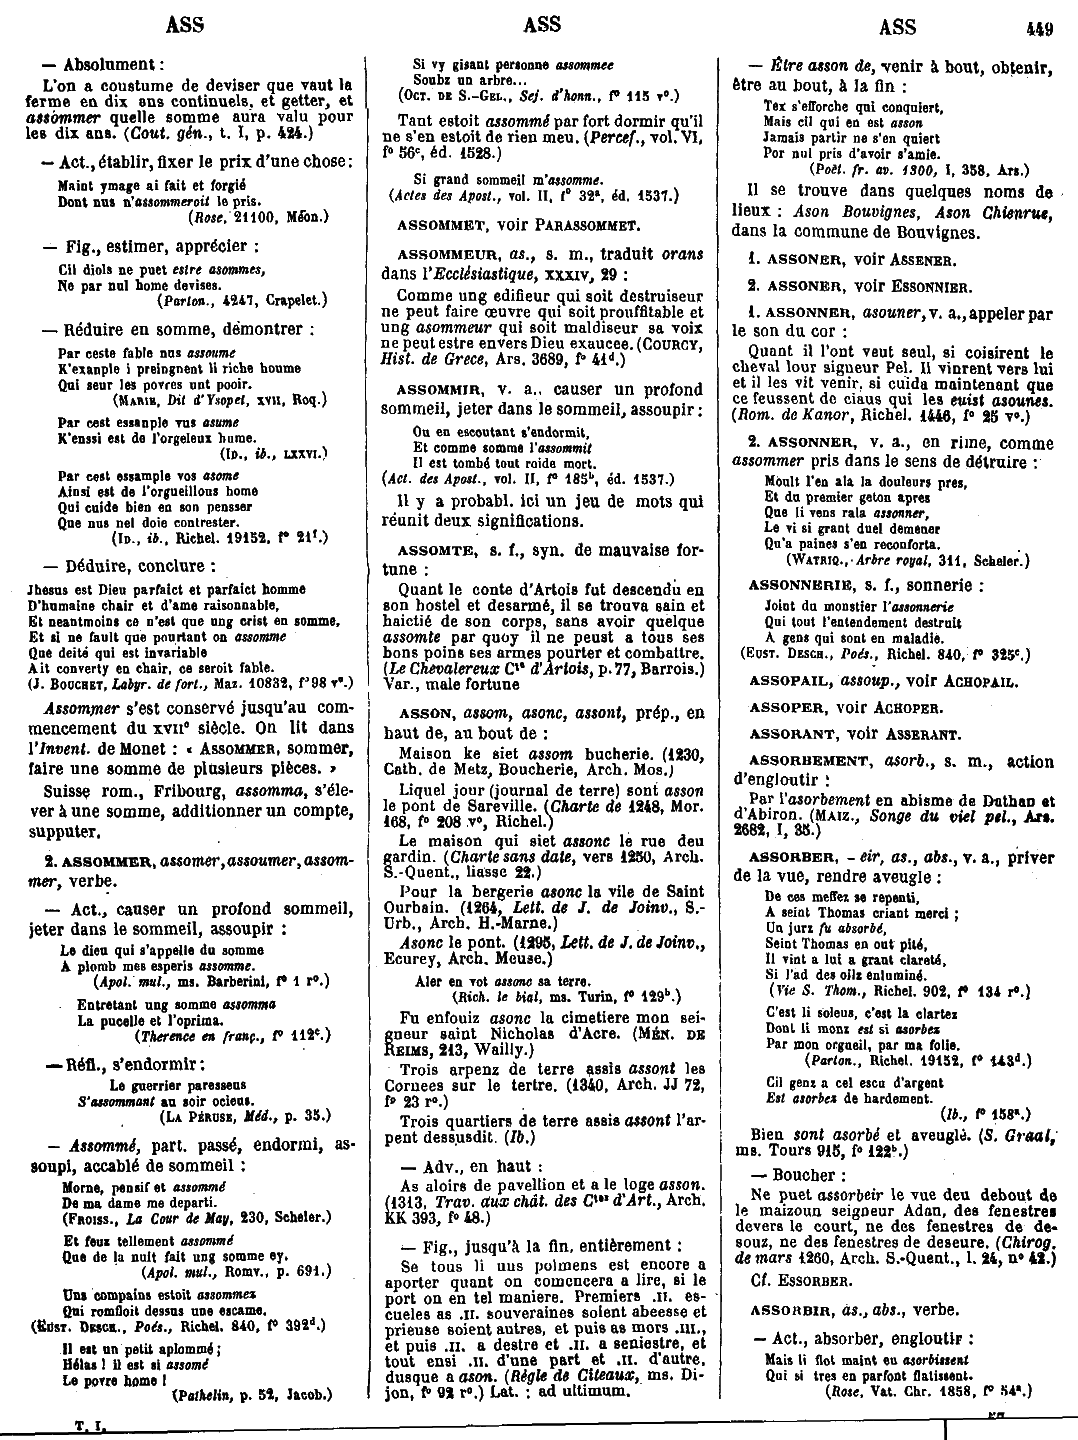 ASS
ASS
ASS
449
— Absolument :
L'on a coustume de deviser que vaut la
ferme en dix ans continuels, et getter, et
assommer quelle somme aura valu pour
les dix ans. (Cout. gén., t. I, p. 424.)
— Act., établir, fixer le prix d'une chose :
Maint ymage ai fait et forgié
Dont nus n'assommeroit le pris.
(Rose, 21100, Méon.)
— Fig., estimer, apprécier :
Cil diols ne puet estre asommes,
Ne par nul home devises.
(Parton., 4247, Crapelet.)
— Réduire en somme, démontrer :
Par ceste fable nus assoume
K'exanple i preingnent li riche houme
Qui seur les povres unt pooir.
(MARIE, Dit d'Ysopet, XVII, Roq.)
Par cest essanple vus asume
K'enssi est de l'orgeleux hume.
(ID., ib., LXXVI.)
Par cest essample vos asome
Ainsi est de l'orgueillous home
Qui cuide bien en son pensser
Que nus nel doie contrester.
(ID., ib., Richel. 19152, f° 21f.)
— Déduire, conclure :
Jhesus est Dieu parfaict et parfaict homme
D'humaine chair et d'ame raisonnable,
Et neantmoins ce n'est que ung crist en somme,
Et si ne fault que pourtant on assomme
Que deité qui est invariable
Ait converty en chair, ce seroit fable.
(J. BOUCHET, Labyr. de fort., Maz. 10832, f° 98 v°.)
Assommer s'est conservé jusqu'au com-
mencement du XVIIe siècle. On lit dans
l'Invent. de Monet : « ASSOMMER, sommer,
faire une somme de plusieurs pièces. »
Suisse rom., Fribourg, assomma, s'éle-
ver à une somme, additionner un compte,
supputer.
2. ASSOMMER, assomer, assoumer, assom-
mer, verbe.
— Act., causer un profond sommeil,
jeter dans le sommeil, assoupir :
Le dieu qui s'appelle du somme
A plomb mes esperis assomme.
(Apol. mul., ms. Barberini, f° 1 r°.)
Entretant ung somme assomma
La pucelle et l'oprima.
(Therence en franç., f° 112c.)
— Réfl., s'endormir :
Le guerrier paresseus
S'assommant au soir ocieus.
(LA PÉRUSE, Méd., p. 35.)
— Assommé, part. passé, endormi, as-
soupi, accablé de sommeil :
Morne, pensif et assommé
De ma dame me departi.
(FROISS., La Cour de May, 230, Scheler.)
Et feuz tellement assommé
Que de la nuit fait ung somme ey.
(Apol. mul., Romv., p. 691.)
Uns compains estoit assommez
Qui romfloit dessus une escame.
(EUST. DESCH., Poés., Richel. 840, f° 392d.)
Il est un petit aplommé ;
Hélas ! il est si assomé
Le povre home !
(Pathelin, p. 52, Jacob.)
T. I.
Si vy gisant personne assommee
Soubz un arbre...
(OCT. DE S.-GEL., Sej. d'honn., f° 115 v°.)
Tant estoit assommé par fort dormir qu'il
ne s'en estoit de rien meu. (Percef., vol. VI,
f° 56c, éd. 1528.)
Si grand sommeil m'assomme.
(Actes des Apost., vol. II, f° 32a, éd. 1537.)
ASSOMMET, voir PARASSOMMET.
ASSOMMEUR, as., s. m., traduit orans
dans l'Ecclésiastique, XXXIV, 29 :
Comme ung edifieur qui soit destruiseur
ne peut faire œuvre qui soit prouffitable et
ung asommeur qui soit maldiseur sa voix
ne peut estre envers Dieu exaucee. (COURCY,
Hist. de Grece, Ars. 3689, f° 41d.)
ASSOMMIR, v. a., causer un profond
sommeil, jeter dans le sommeil, assoupir :
Ou en escoutant s'endormit,
Et comme somme l'assommit
Il est tombé tout roide mort.
(Act. des Apost., vol. II, f° 185b, éd. 1537.)
Il y a probabl. ici un jeu de mots qui
réunit deux significations.
ASSOMTE, s. f., syn. de mauvaise for-
tune :
Quant le conte d'Artois fut descendu en
son hostel et desarmé, il se trouva sain et
haictié de son corps, sans avoir quelque
assomte par quoy il ne peust a tous ses
bons poins ses armes pourter et combattre.
(Le Chevalereux Cte d'Artois, p. 77, Barrois.)
Var., male fortune
ASSON, assom, asonc, assont, prép., en
haut de, au bout de :
Maison ke siet assom bucherie. (1230,
Cath. de Metz, Boucherie, Arch. Mos.)
Liquel jour (journal de terre) sont asson
le pont de Sareville. (Charte de 1248, Mor.
168, f° 208 v°, Richel.)
Le maison qui siet assonc le rue deu
gardin. (Charte sans date, vers 1250, Arch.
S.-Quent., liasse 22.)
Pour la bergerie asonc la vile de Saint
Ourbain. (1264, Lett. de J. de Joinv., S.-
Urb., Arch. H.-Marne.)
Asonc le pont. (1295, Lett. de J. de Joinv.,
Ecurey, Arch. Meuse.)
Aler en vot assonc sa terre.
(Rich. le bial, ms. Turin, f° 129b.)
Fu enfouiz asonc la cimetiere mon sei-
gneur saint Nicholas d'Acre. (MÉN. DE
REIMS, 213, Wailly.)
Trois arpenz de terre assis assont les
Cornees sur le tertre. (1340, Arch. JJ 72,
f° 23 r°.)
Trois quartiers de terre assis assont l'ar-
pent dessusdit. (Ib.)
— Adv., en haut :
As aloirs de pavellion et a le loge asson.
(1313, Trav. aux chât. des Ctes d'Art., Arch.
KK 393, f° 48.)
— Fig., jusqu'à la fin, entièrement :
Se tous li nus polmens est encore a
aporter quant on comencera a lire, si le
port on en tel maniere. Premiers .II. es-
cueles as .II. souveraines soient abeesse et
prieuse soient autres, et puis as mors .III.,
et puis .II. a destre et .II. a seniestre, et
tout ensi .II. d'une part et .II. d'autre,
dusque a ason. (Régle de Citeaux, ms. Di-
jon, f° 92 r°.) Lat. : ad ultimum.
— Être asson de, venir à bout, obtenir,
être au bout, à la fin :
Tex s'efforche qui conquiert,
Mais cil qui en est asson
Jamais partir ne s'en quiert
Por nul pris d'avoir s'amie.
(Poët. fr. av. 1300, I, 358, Ars.)
Il se trouve dans quelques noms de
lieux : Ason Bouvignes, Ason Chienrue,
dans la commune de Bouvignes.
1. ASSONER, voir ASSENER.
2. ASSONER, voir ESSONNIER.
1. ASSONNER, asouner, v. a., appeler par
le son du cor :
Quant il l'ont veut seul, si coisirent le
cheval lour signeur Pel. Il vinrent vers lui
et il les vit venir, si cuida maintenant que
ce feussent de ciaus qui les euist asounes.
(Rom. de Kanor, Richel. 1446, f° 25 v°.)
2. ASSONNER, v. a., en rime, comme
assommer pris dans le sens de détruire :
Moult l'en ala la doulours pres,
Et du premier geton apres
Que li vens rala assonner,
Le vi si grant duel demener
Qu'a paines s'en reconforta.
(WATRIQ., Arbre royal, 311, Scheler.)
ASSONNERIE, s. f., sonnerie :
Joint du monstier l'assonnerie
Qui tout l'entendement destruit
A gens qui sont en maladie.
(EUST. DESCH., Poés., Richel. 840, f° 325c.)
ASSOPAIL, assoup., voir ACHOPAIL.
ASSOPER, voir ACHOPER.
ASSORANT, voir ASSERANT.
ASSORBEMENT, asorb., s. m., action
d'engloutir :
Par l'asorbement en abisme de Dathan et
d'Abiron. (MAIZ., Songe du viel pel., Ars.
2682, I, 35.)
ASSORBER, - eir, as., abs., v. a., priver
de la vue, rendre aveugle :
De ces meffez se repenti,
A seint Thomas criant merci ;
Un jurz fu absorbé,
Seint Thomas en out pité,
Il vint a lui a grant clareté,
Si l'ad des oilz enluminé.
(Vie S. Thom., Richel. 902, f° 134 r°.)
C'est li soleus, c'est la clartez
Dont li monz est si asorbez
Par mon orgueil, par ma folie.
(Parton., Richel. 19152, f° 143d.)
Cil genz a cel escu d'argent
Est asorbez de hardement.
(Ib., f° 158a.)
Bien sont asorbé et aveuglé. (S. Graal,
ms. Tours 915, f° 122b.)
— Boucher :
Ne puet assorbeir le vue deu debout de
le maizoun seigneur Adan, des fenestres
devers le court, ne des fenestres de de-
souz, ne des fenestres de deseure. (Chirog.
de mars 1260, Arch. S.-Quent., l. 24, n° 42.)
Cf. ESSORBER.
ASSORBIR, as., abs., verbe.
— Act., absorber, engloutir :
Mais li flot maint en asorbissent
Qui si tres en parfont flatissent.
(Rose, Vat. Chr. 1858, f° 54a.)